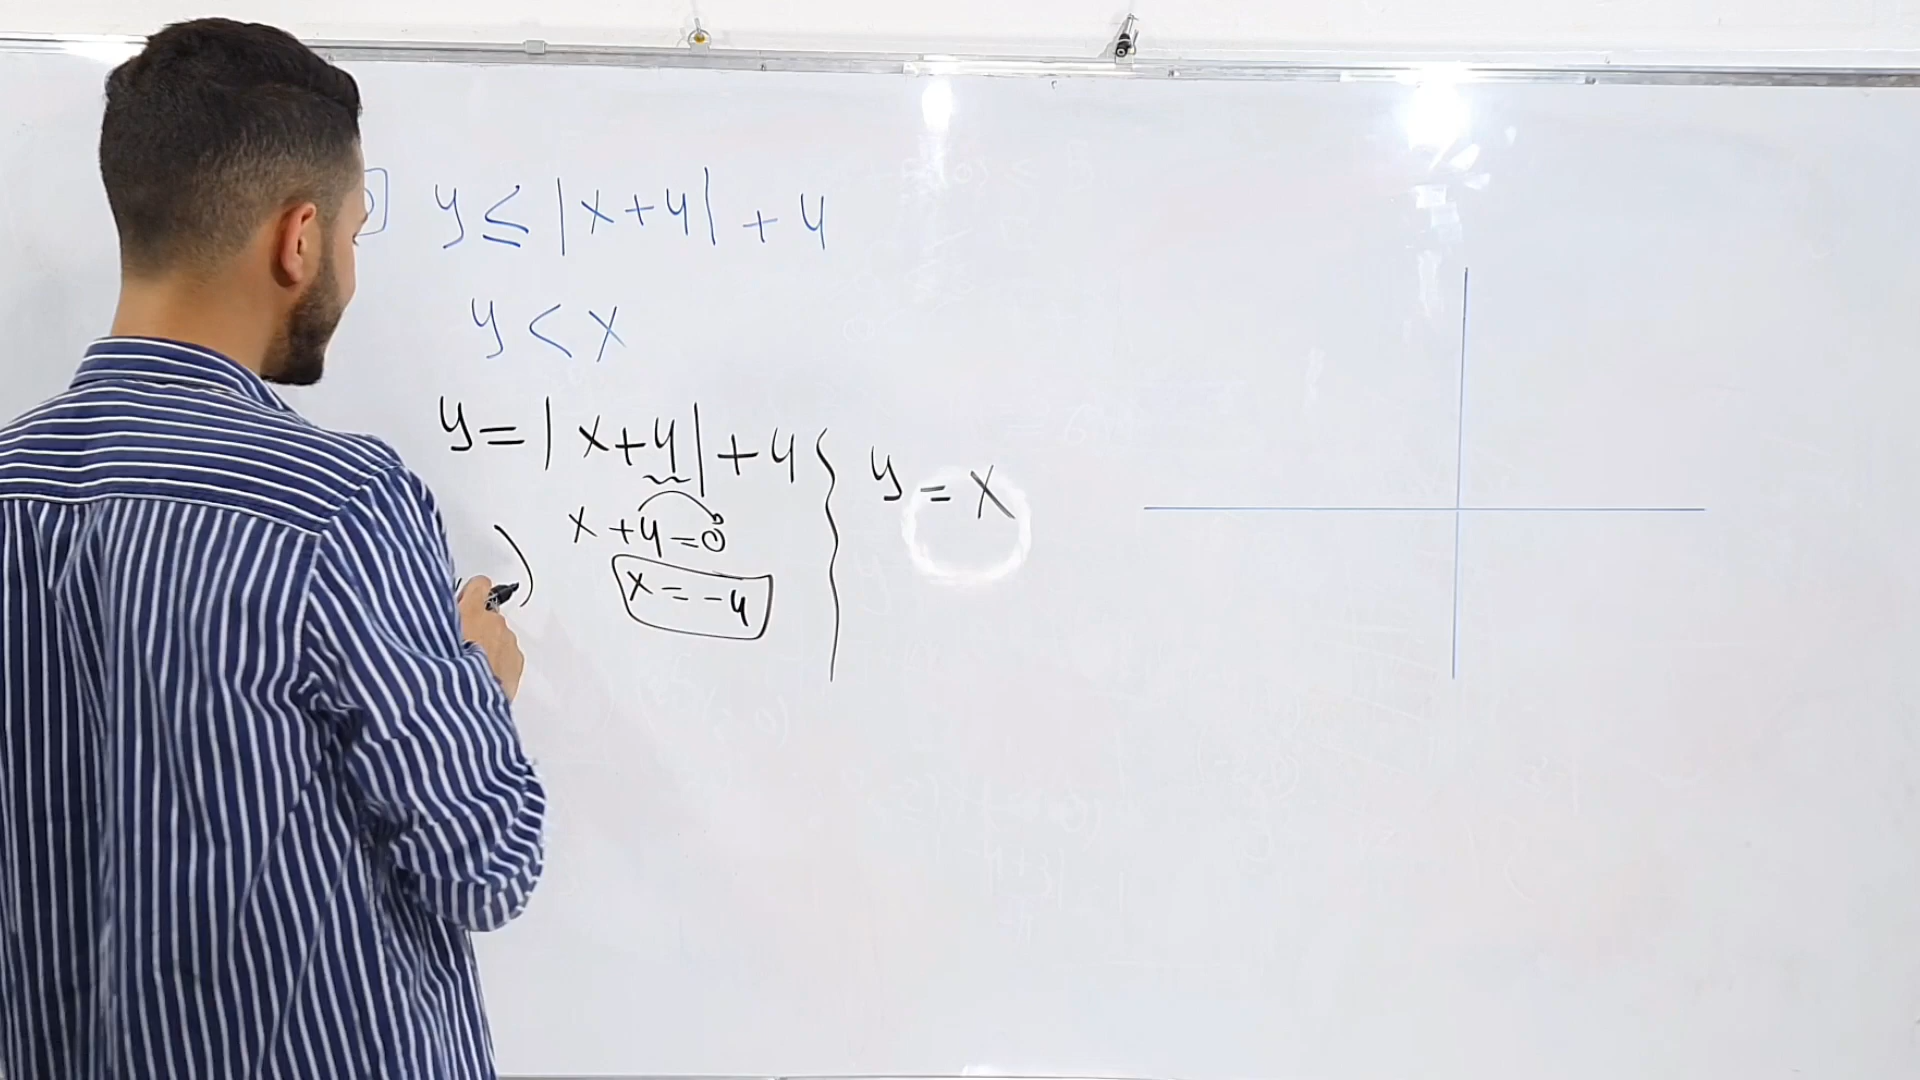 y ≤ |x+4| + 4
y < x
y = |x+4| + 4
y = x
x + 4 = 0
x = -4
)